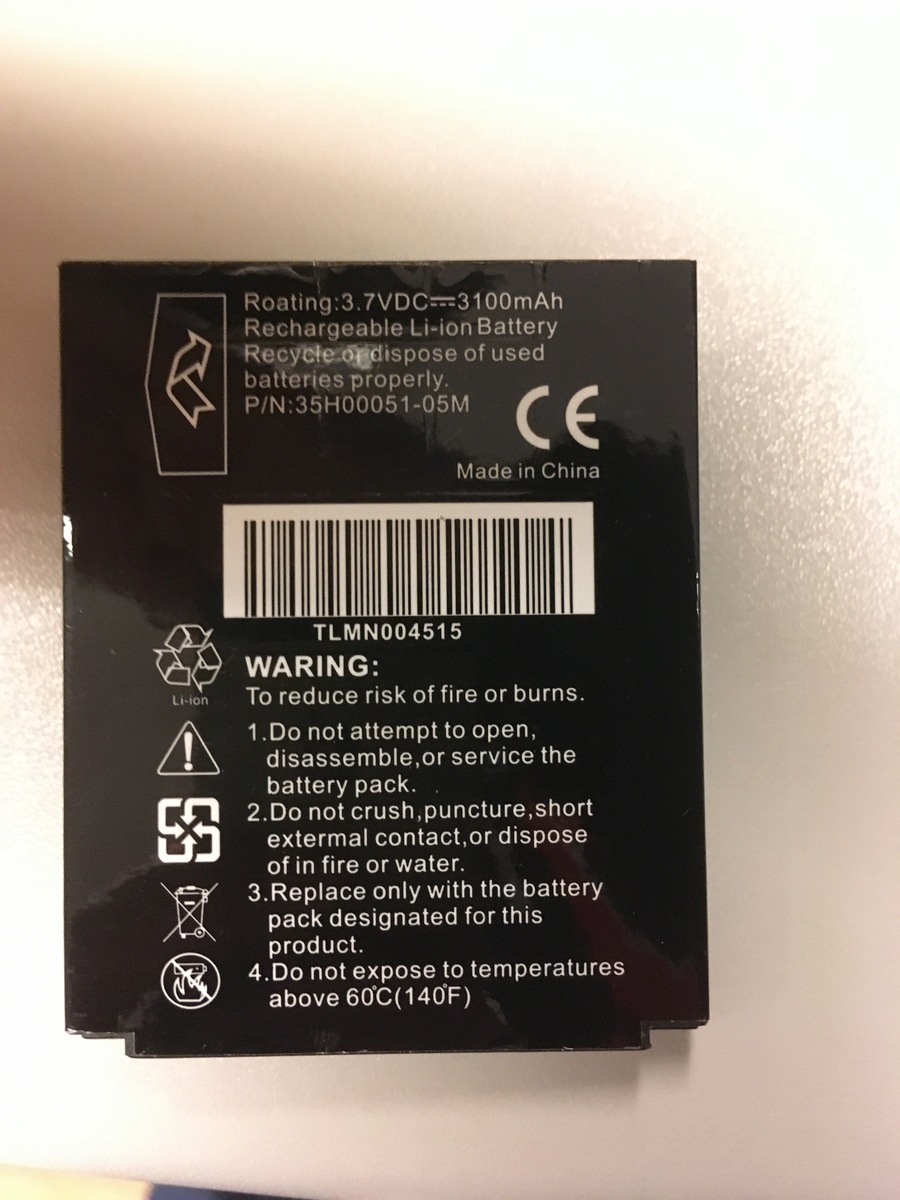 Roating:3.7VDC⎓3100mAh
Rechargeable Li-ion Battery
Recycle or dispose of used
batteries properly.
P/N:35H00051-05M
CE
Made in China
TLMN004515
Li-ion
WARING:
To reduce risk of fire or burns.
1.Do not attempt to open,
disassemble,or service the
battery pack.
2.Do not crush,puncture,short
extermal contact,or dispose
of in fire or water.
3.Replace only with the battery
pack designated for this
product.
4.Do not expose to temperatures
above 60℃(140℉)